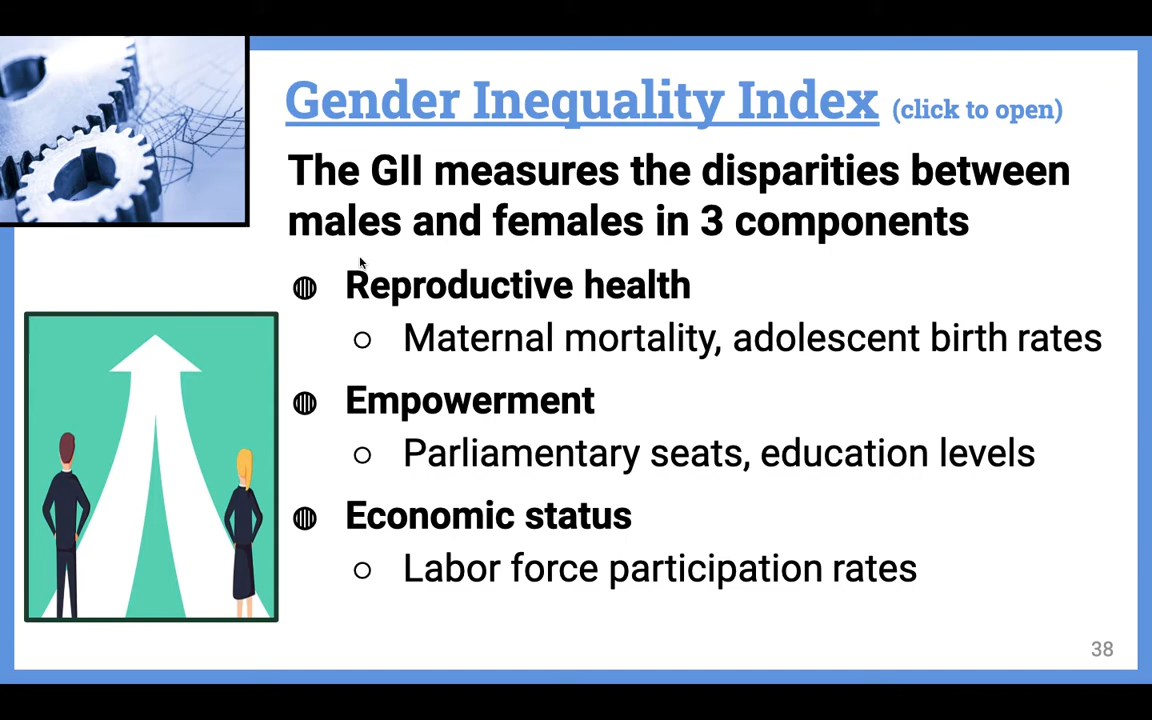 Gender Inequality Index (click to open)
The GII measures the disparities between
males and females in 3 components
Reproductive health
Maternal mortality, adolescent birth rates
Empowerment
Parliamentary seats, education levels
Economic status
Labor force participation rates
38